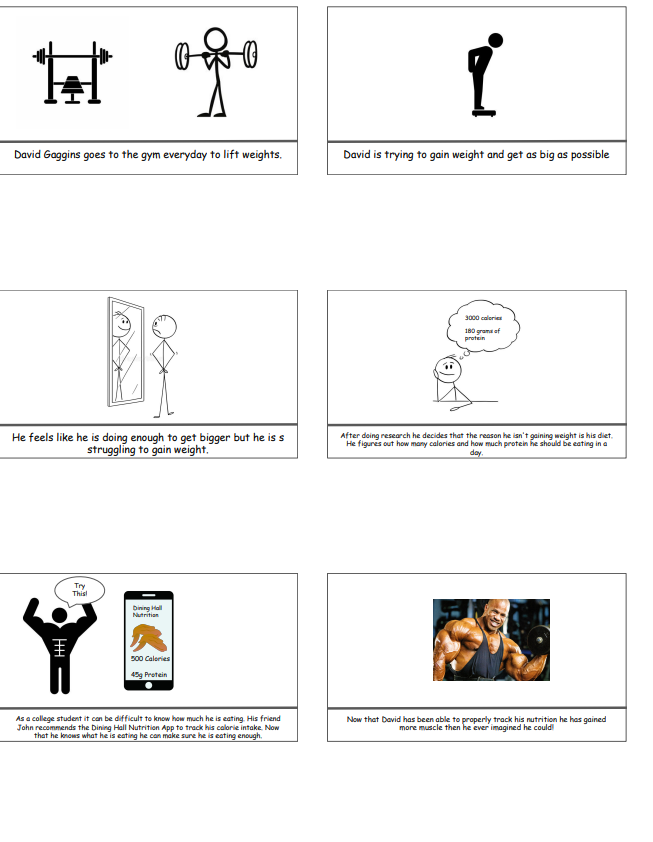 David Gaggins goes to the gym everyday to lift weights.
David is trying to gain weight and get as big as possible
He feels like he is doing enough to get bigger but he is s
struggling to gain weight.
3000 calories
180 grams of
protein
After doing research he decides that the reason he isn't gaining weight is his diet.
He figures out how many calories and how much protein he should be eating in a
day.
Try
This!
Dining Hall
Nutrition
500 Calories
45g Protein
As a college student it can be difficult to know how much he is eating. His friend
John recommends the Dining Hall Nutrition App to track his calorie intake. Now
that he knows what he is eating he can make sure he is eating enough.
Now that David has been able to properly track his nutrition he has gained
more muscle then he ever imagined he could!